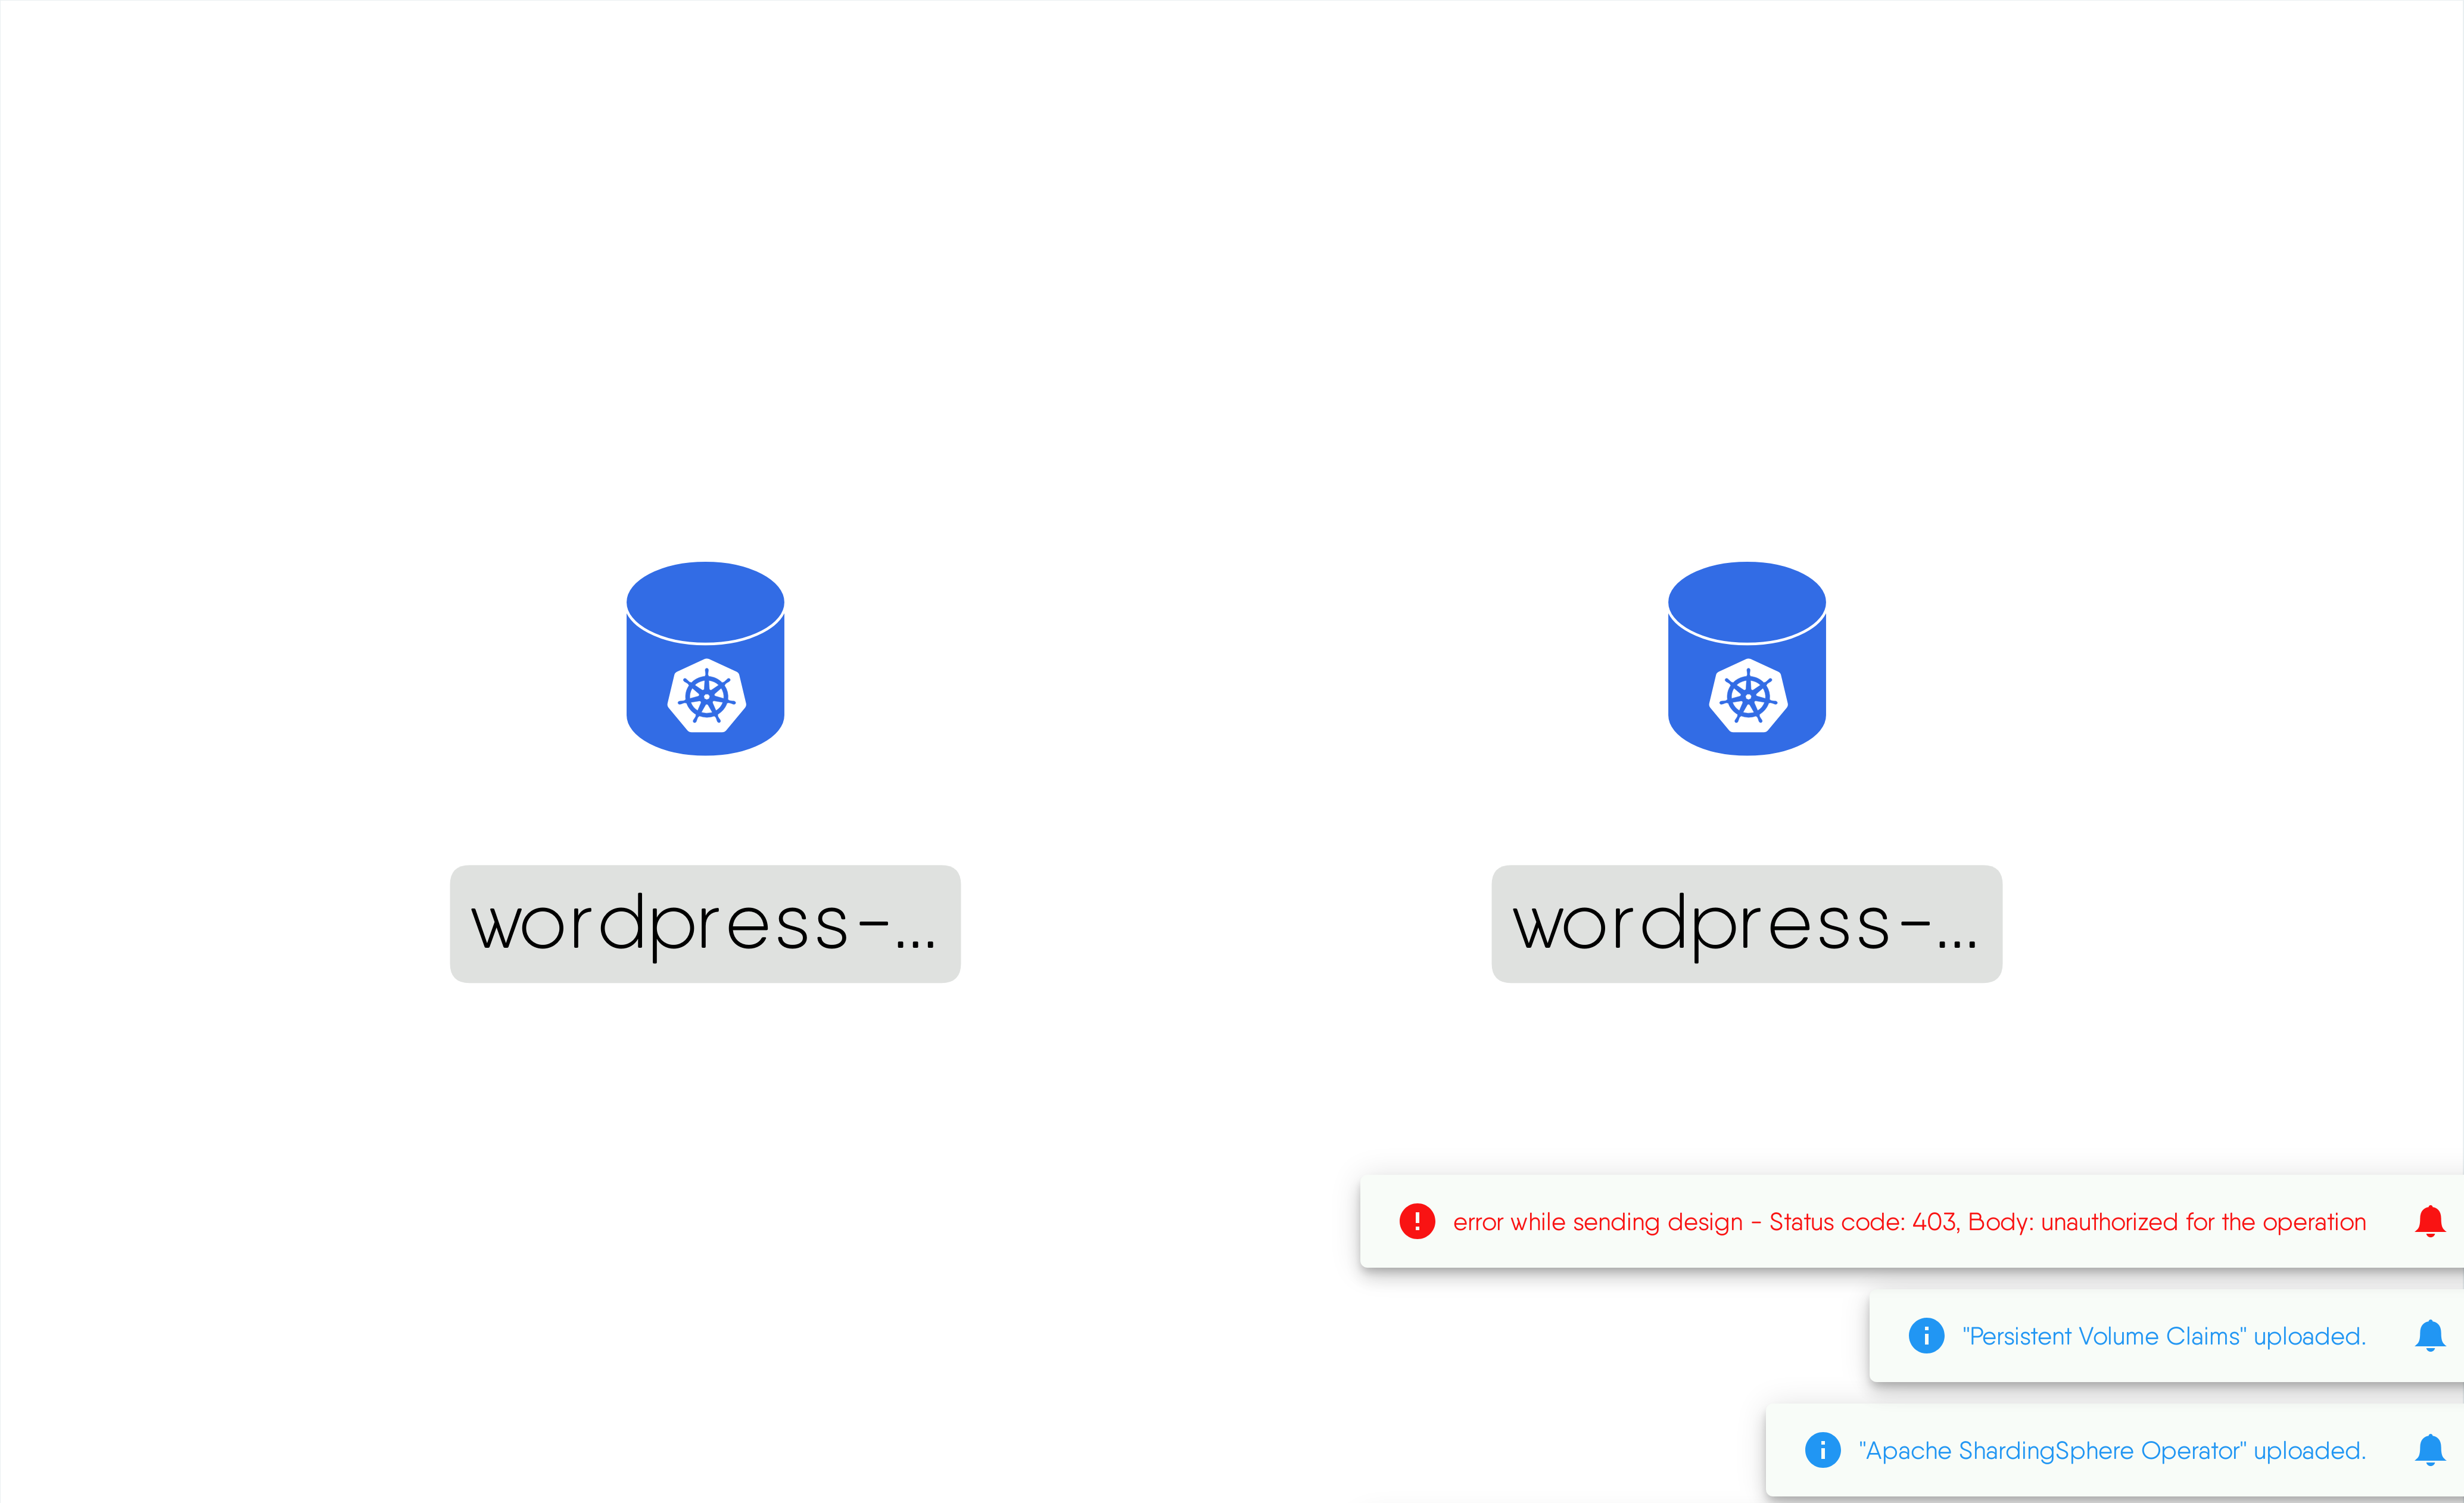 wordpress-...
wordpress-...
error while sending design - Status code: 403, Body: unauthorized for the operation
"Persistent Volume Claims" uploaded.
"Apache ShardingSphere Operator" uploaded.